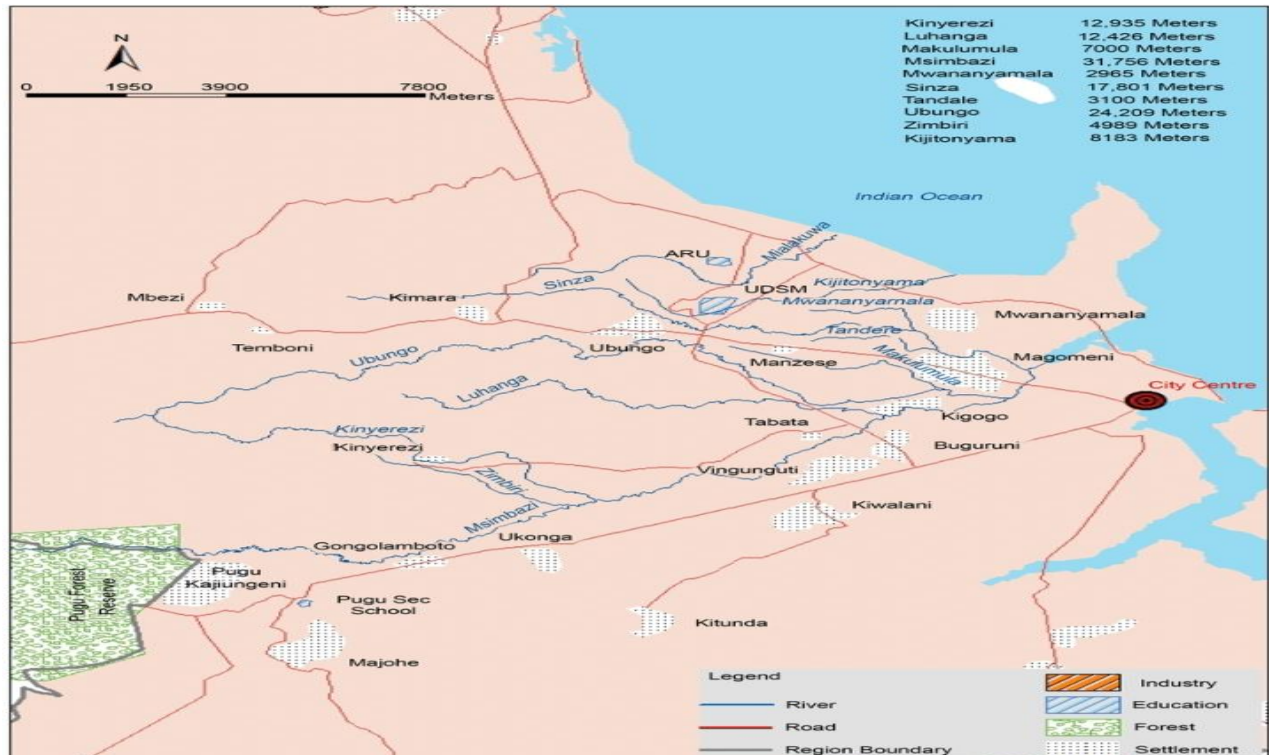 N
0 1950 3900 7800
Meters
Kinyerezi 12,935 Meters
Luhanga 12,426 Meters
Makulumula 7000 Meters
Msimbazi 31,756 Meters
Mwananyamala 2965 Meters
Sinza 17,801 Meters
Tandale 3100 Meters
Ubungo 24,209 Meters
Zimbiri 4989 Meters
Kijitonyama 8183 Meters
Indian Ocean
Mialakuwa
ARU
Sinza
UDSM
Kijitonyama
Mbezi
Kimara
Mwananyamala
Mwananyamala
Tandere
Temboni
Ubungo
Ubungo
Manzese
Makulumula
Magomeni
City Centre
Luhanga
Kinyerezi
Tabata
Kigogo
Kinyerezi
Buguruni
Zimbiri
Vingunguti
Kiwalani
Msimbazi
Gongolamboto
Ukonga
Pugu Forest
Reserve
Pugu
Kajiungeni
Pugu Sec
School
Kitunda
Majohe
Legend
River
Road
Region Boundary
Industry
Education
Forest
Settlement